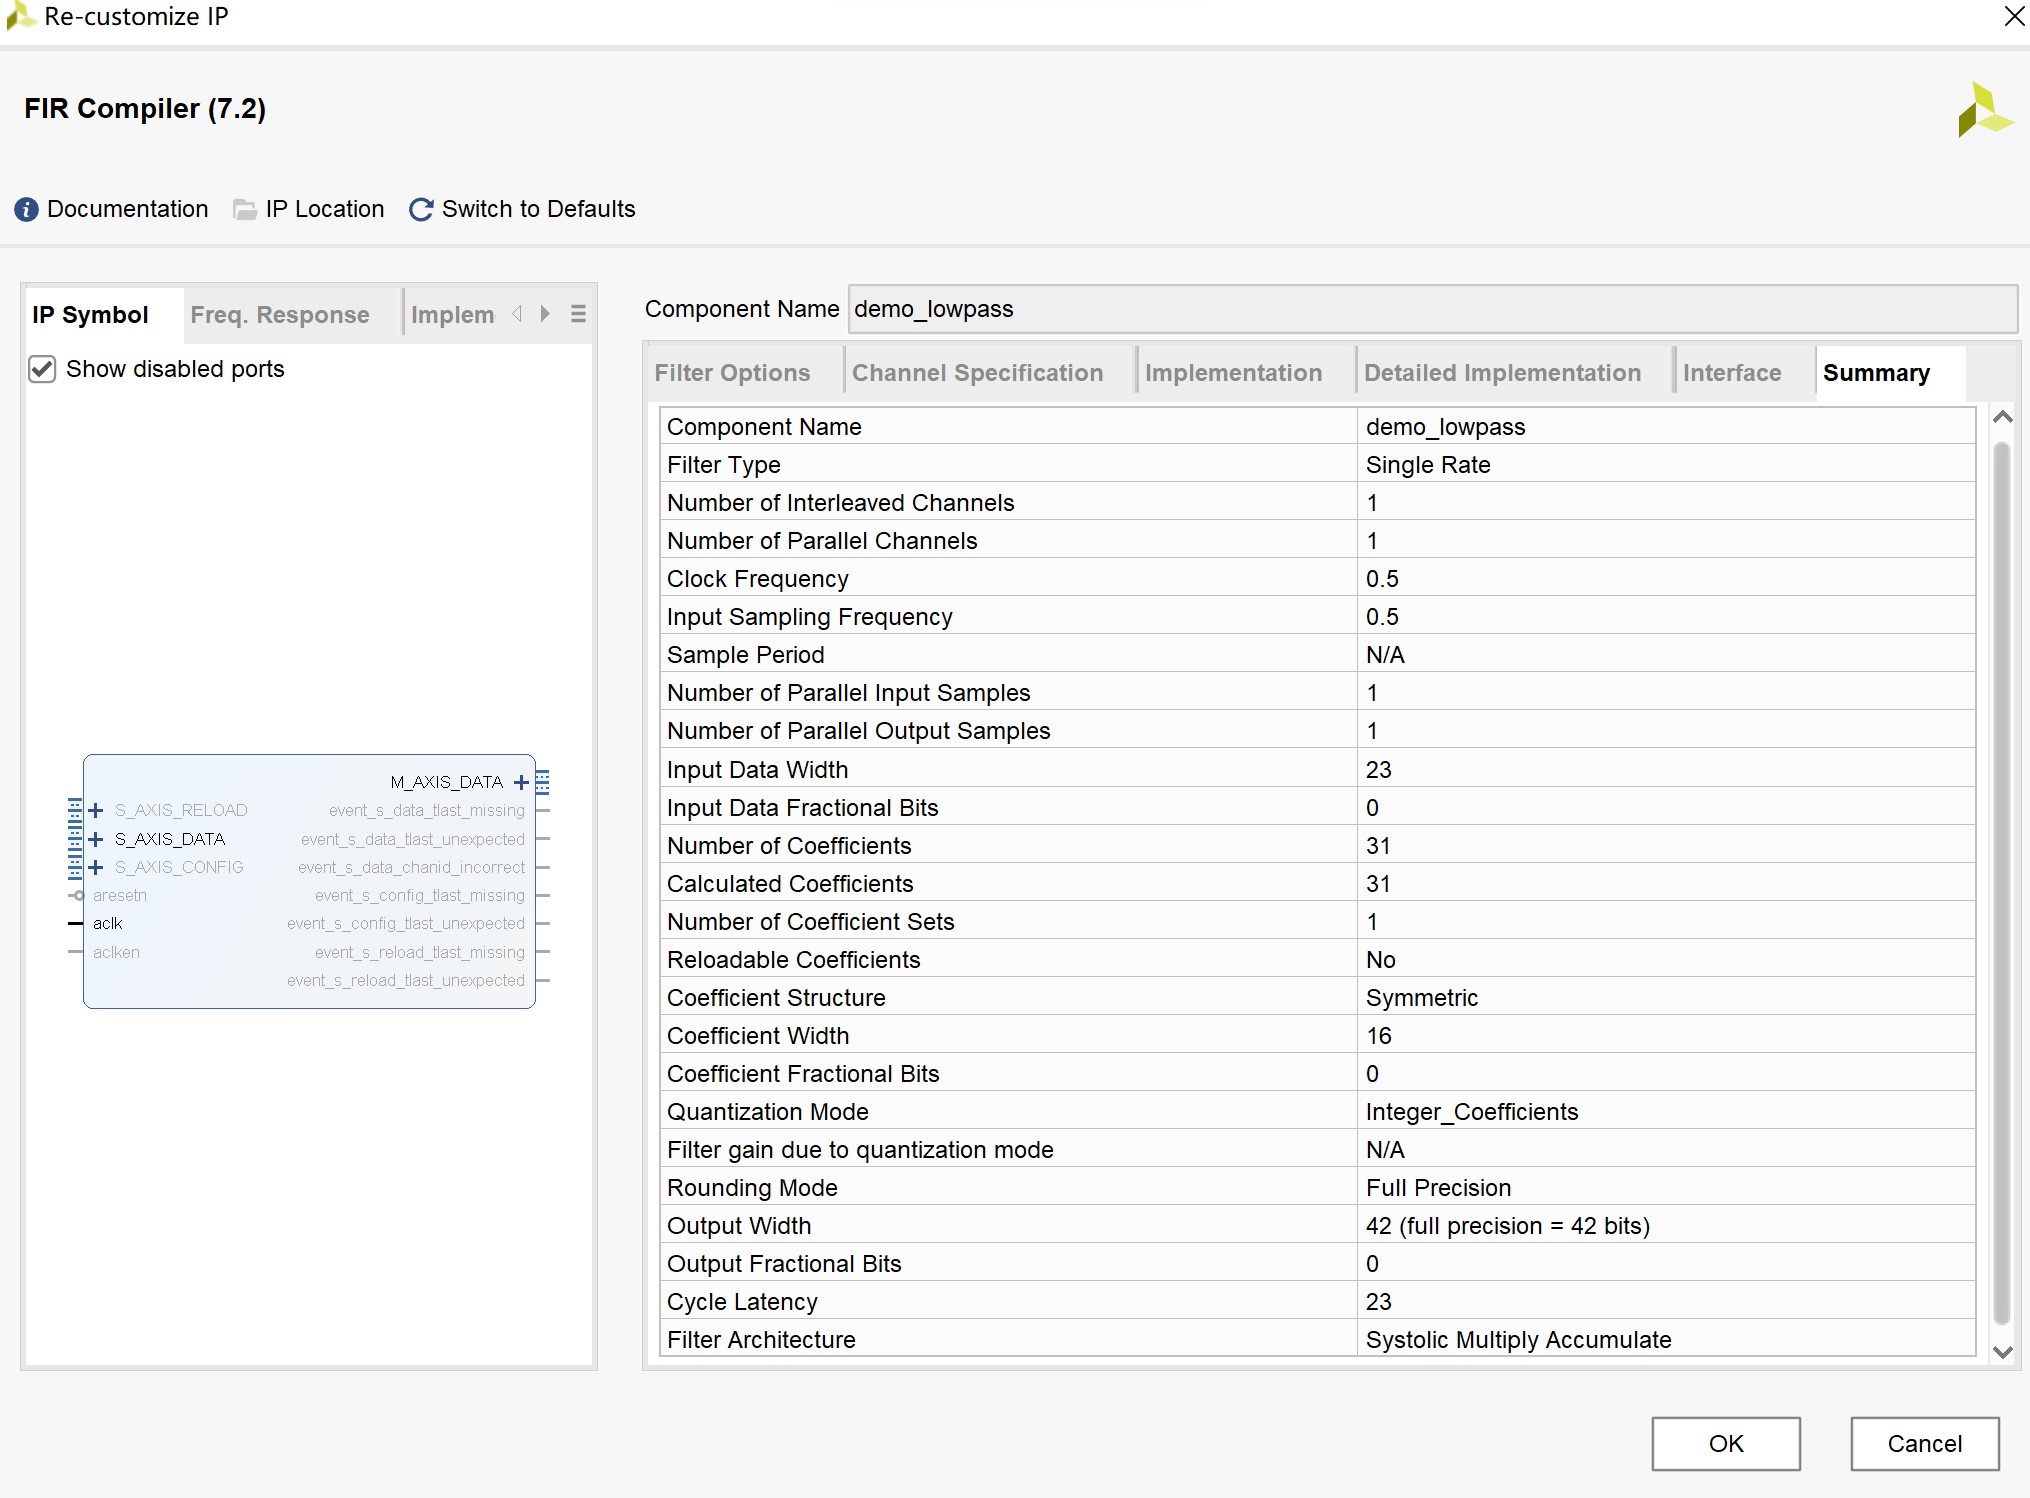 Re-customize IP
FIR Compiler (7.2)
Documentation IP Location Switch to Defaults
IP Symbol Freq. Response Implem
Show disabled ports
M_AXIS_DATA
S_AXIS_RELOAD event_s_data_tlast_missing
S_AXIS_DATA event_s_data_tlast_unexpected
S_AXIS_CONFIG event_s_data_chanid_incorrect
aresetn event_s_config_tlast_missing
aclk event_s_config_tlast_unexpected
aclken event_s_reload_tlast_missing
event_s_reload_tlast_unexpected
Component Name demo_lowpass
Filter Options Channel Specification Implementation Detailed Implementation Interface Summary
Component Name demo_lowpass
Filter Type Single Rate
Number of Interleaved Channels 1
Number of Parallel Channels 1
Clock Frequency 0.5
Input Sampling Frequency 0.5
Sample Period N/A
Number of Parallel Input Samples 1
Number of Parallel Output Samples 1
Input Data Width 23
Input Data Fractional Bits 0
Number of Coefficients 31
Calculated Coefficients 31
Number of Coefficient Sets 1
Reloadable Coefficients No
Coefficient Structure Symmetric
Coefficient Width 16
Coefficient Fractional Bits 0
Quantization Mode Integer_Coefficients
Filter gain due to quantization mode N/A
Rounding Mode Full Precision
Output Width 42 (full precision = 42 bits)
Output Fractional Bits 0
Cycle Latency 23
Filter Architecture Systolic Multiply Accumulate
OK Cancel